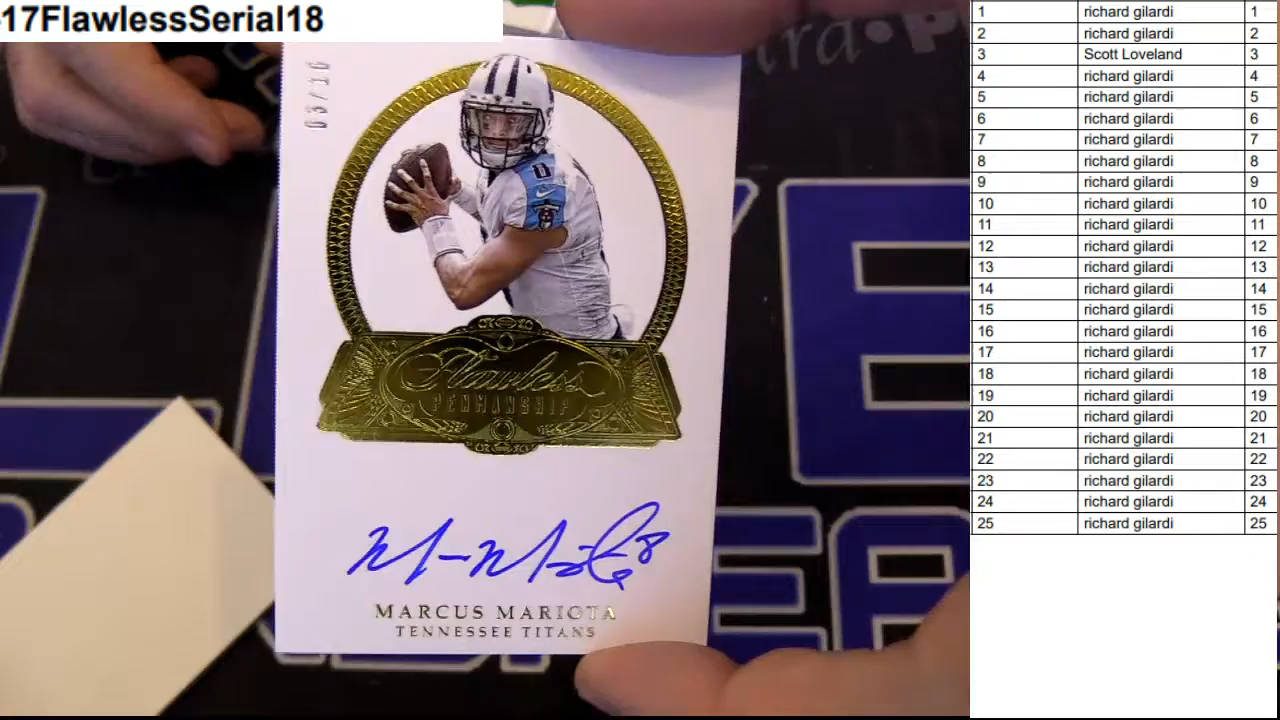 -17FlawlessSerial18
03/10
8
Flawless
PENMANSHIP
MARCUS MARIOTA
TENNESSEE TITANS
1 richard gilardi 1
2 richard gilardi 2
3 Scott Loveland 3
4 richard gilardi 4
5 richard gilardi 5
6 richard gilardi 6
7 richard gilardi 7
8 richard gilardi 8
9 richard gilardi 9
10 richard gilardi 10
11 richard gilardi 11
12 richard gilardi 12
13 richard gilardi 13
14 richard gilardi 14
15 richard gilardi 15
16 richard gilardi 16
17 richard gilardi 17
18 richard gilardi 18
19 richard gilardi 19
20 richard gilardi 20
21 richard gilardi 21
22 richard gilardi 22
23 richard gilardi 23
24 richard gilardi 24
25 richard gilardi 25